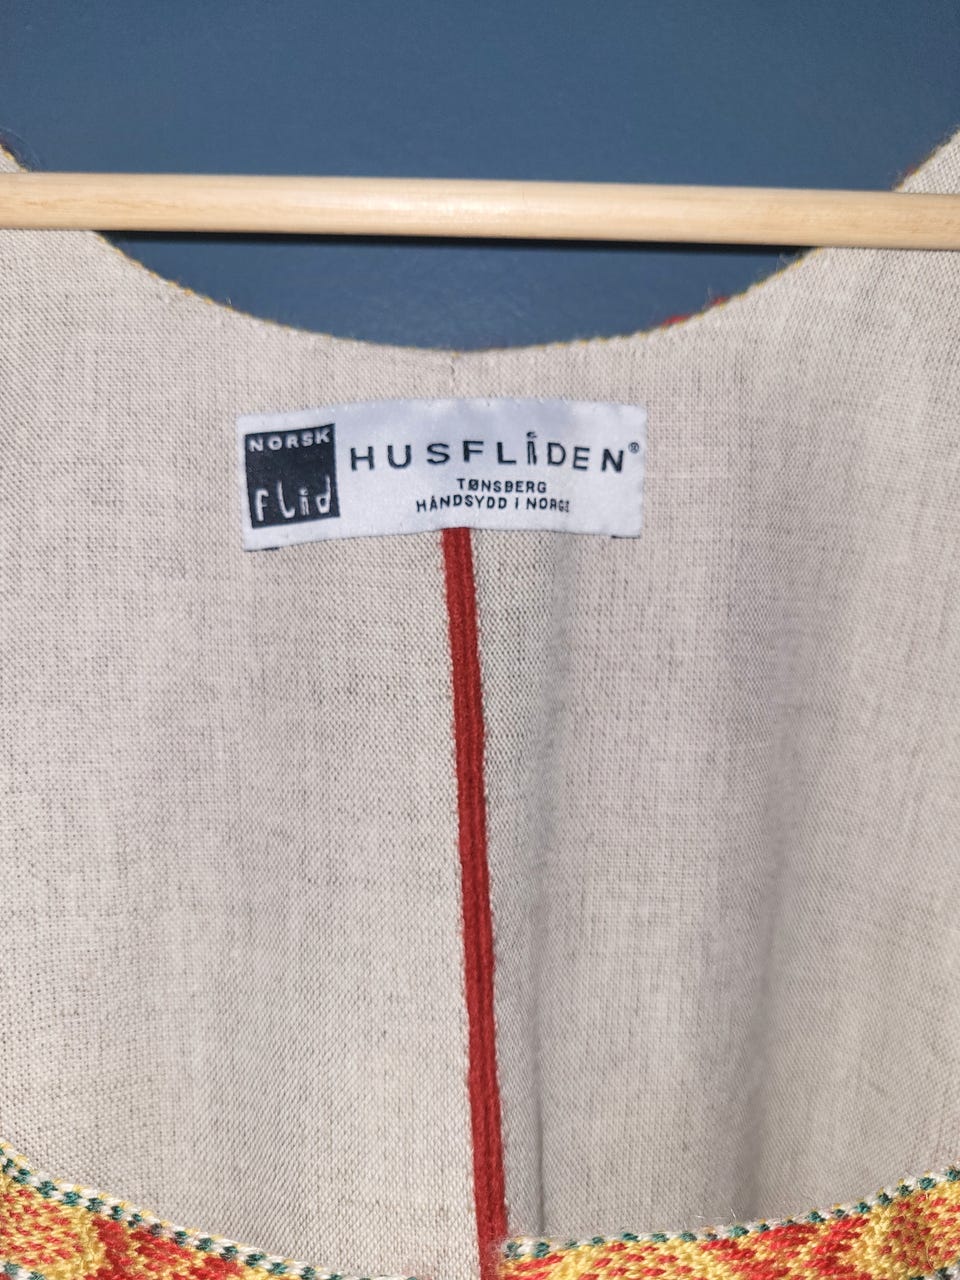 NORSK
flid
HUSFLIDEN®
TØNSBERG
HÅNDSYDD I NORGE